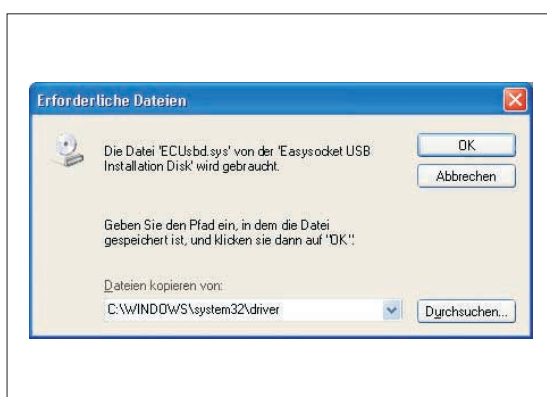 Erforderliche Dateien
Die Datei 'ECUsbd.sys' von der 'Easysocket USB
Installation Disk' wird gebraucht.
OK
Abbrechen
Geben Sie den Pfad ein, in dem die Datei
gespeichert ist, und klicken sie dann auf "OK".
Dateien kopieren von:
C:\WINDOWS\system32\driver
Durchsuchen...